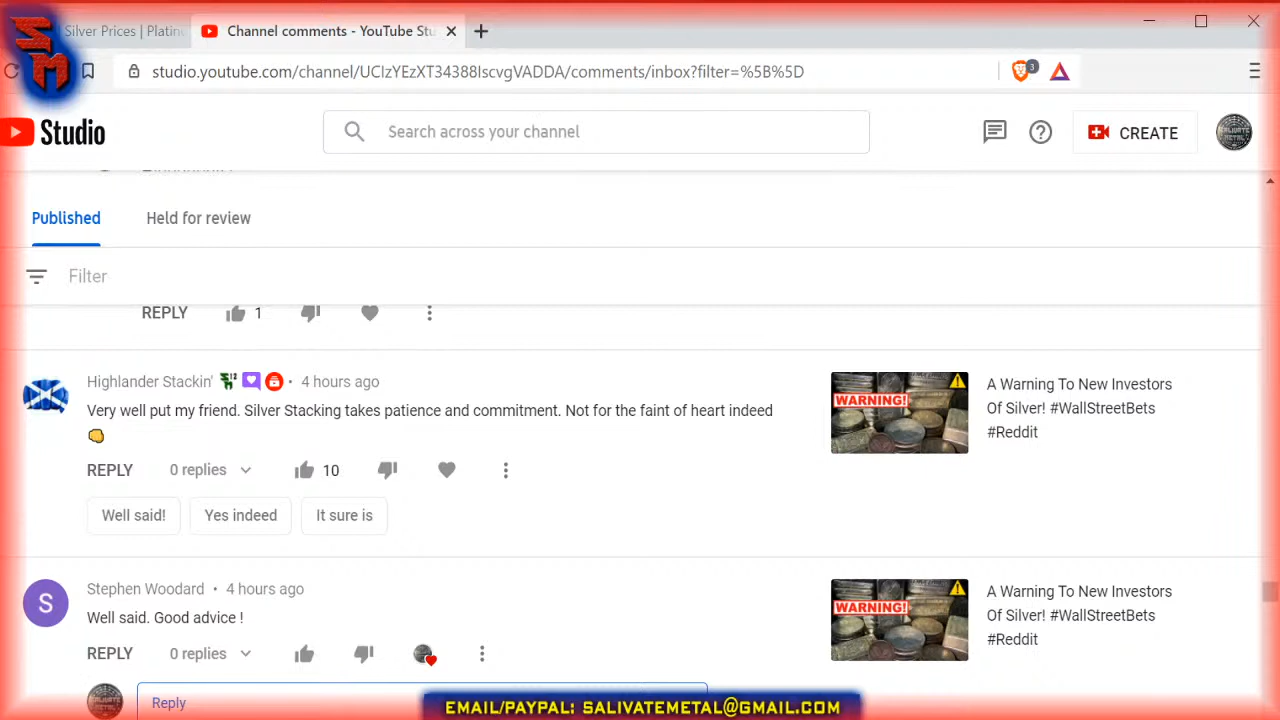 SM
Silver Prices | Platinu
Channel comments - YouTube Stu
studio.youtube.com/channel/UCIzYEzXT34388IscvgVADDA/comments/inbox?filter=%5B%5D
3
Studio
Search across your channel
CREATE
Published
Held for review
Filter
REPLY 1
Highlander Stackin' • 4 hours ago
Very well put my friend. Silver Stacking takes patience and commitment. Not for the faint of heart indeed
REPLY 0 replies 10
Well said! Yes indeed It sure is
WARNING!
A Warning To New Investors
Of Silver! #WallStreetBets
#Reddit
S
Stephen Woodard • 4 hours ago
Well said. Good advice !
REPLY 0 replies
WARNING!
A Warning To New Investors
Of Silver! #WallStreetBets
#Reddit
Reply
EMAIL/PAYPAL: SALIVATEMETAL@GMAIL.COM